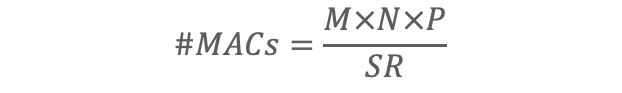 #MACs = M×N×P / SR